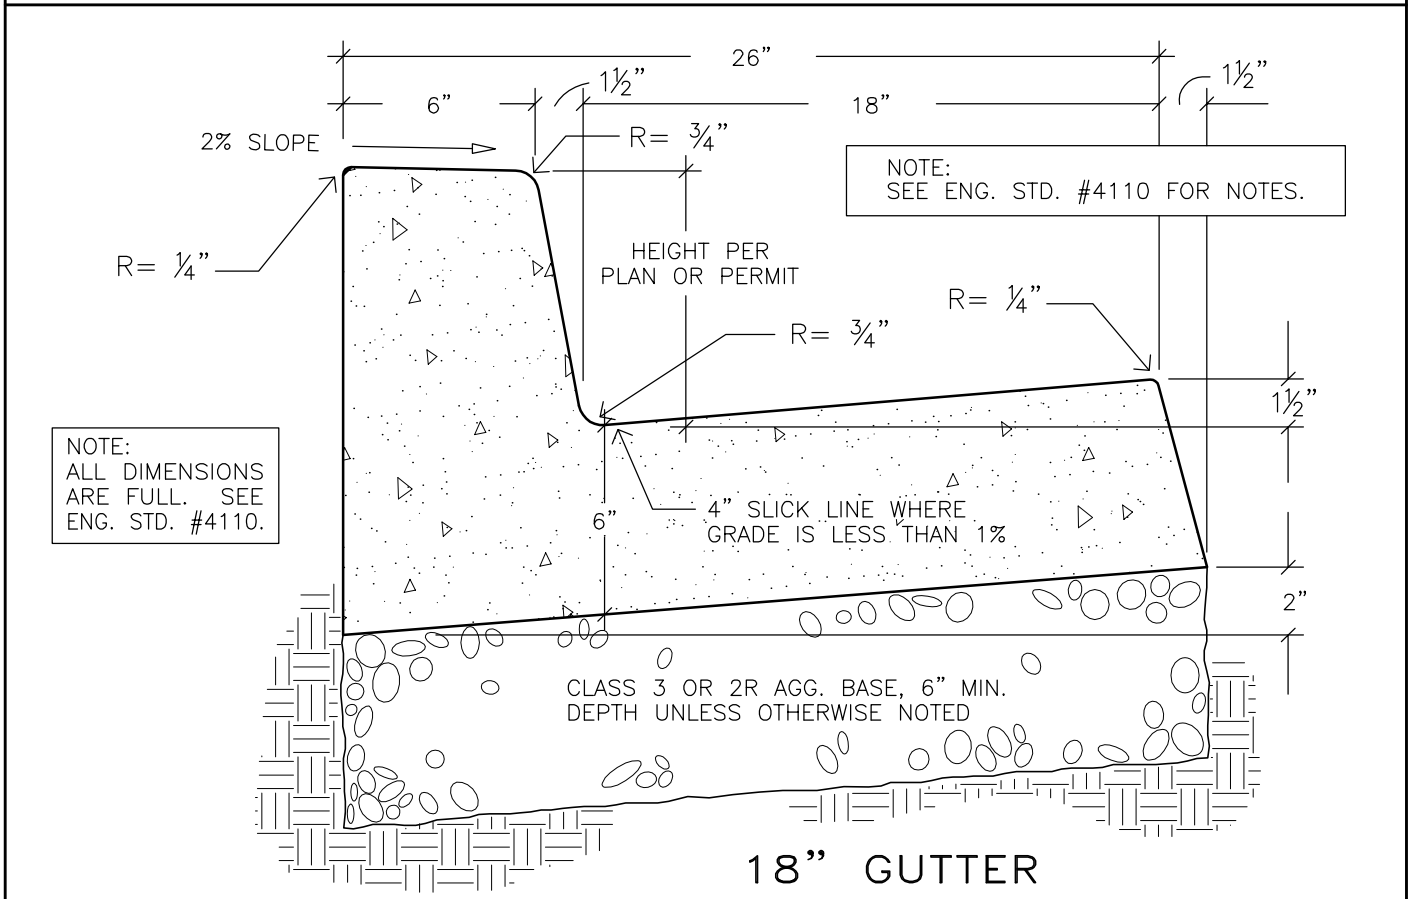 26”
1½”
1½”
6”
18”
2% SLOPE
R= ¾”
NOTE:
SEE ENG. STD. #4110 FOR NOTES.
HEIGHT PER
PLAN OR PERMIT
R= ¼”
R= ¼”
R= ¾”
1½”
NOTE:
ALL DIMENSIONS
ARE FULL. SEE
ENG. STD. #4110.
6”
4” SLICK LINE WHERE
GRADE IS LESS THAN 1%
2”
CLASS 3 OR 2R AGG. BASE, 6” MIN.
DEPTH UNLESS OTHERWISE NOTED
18” GUTTER